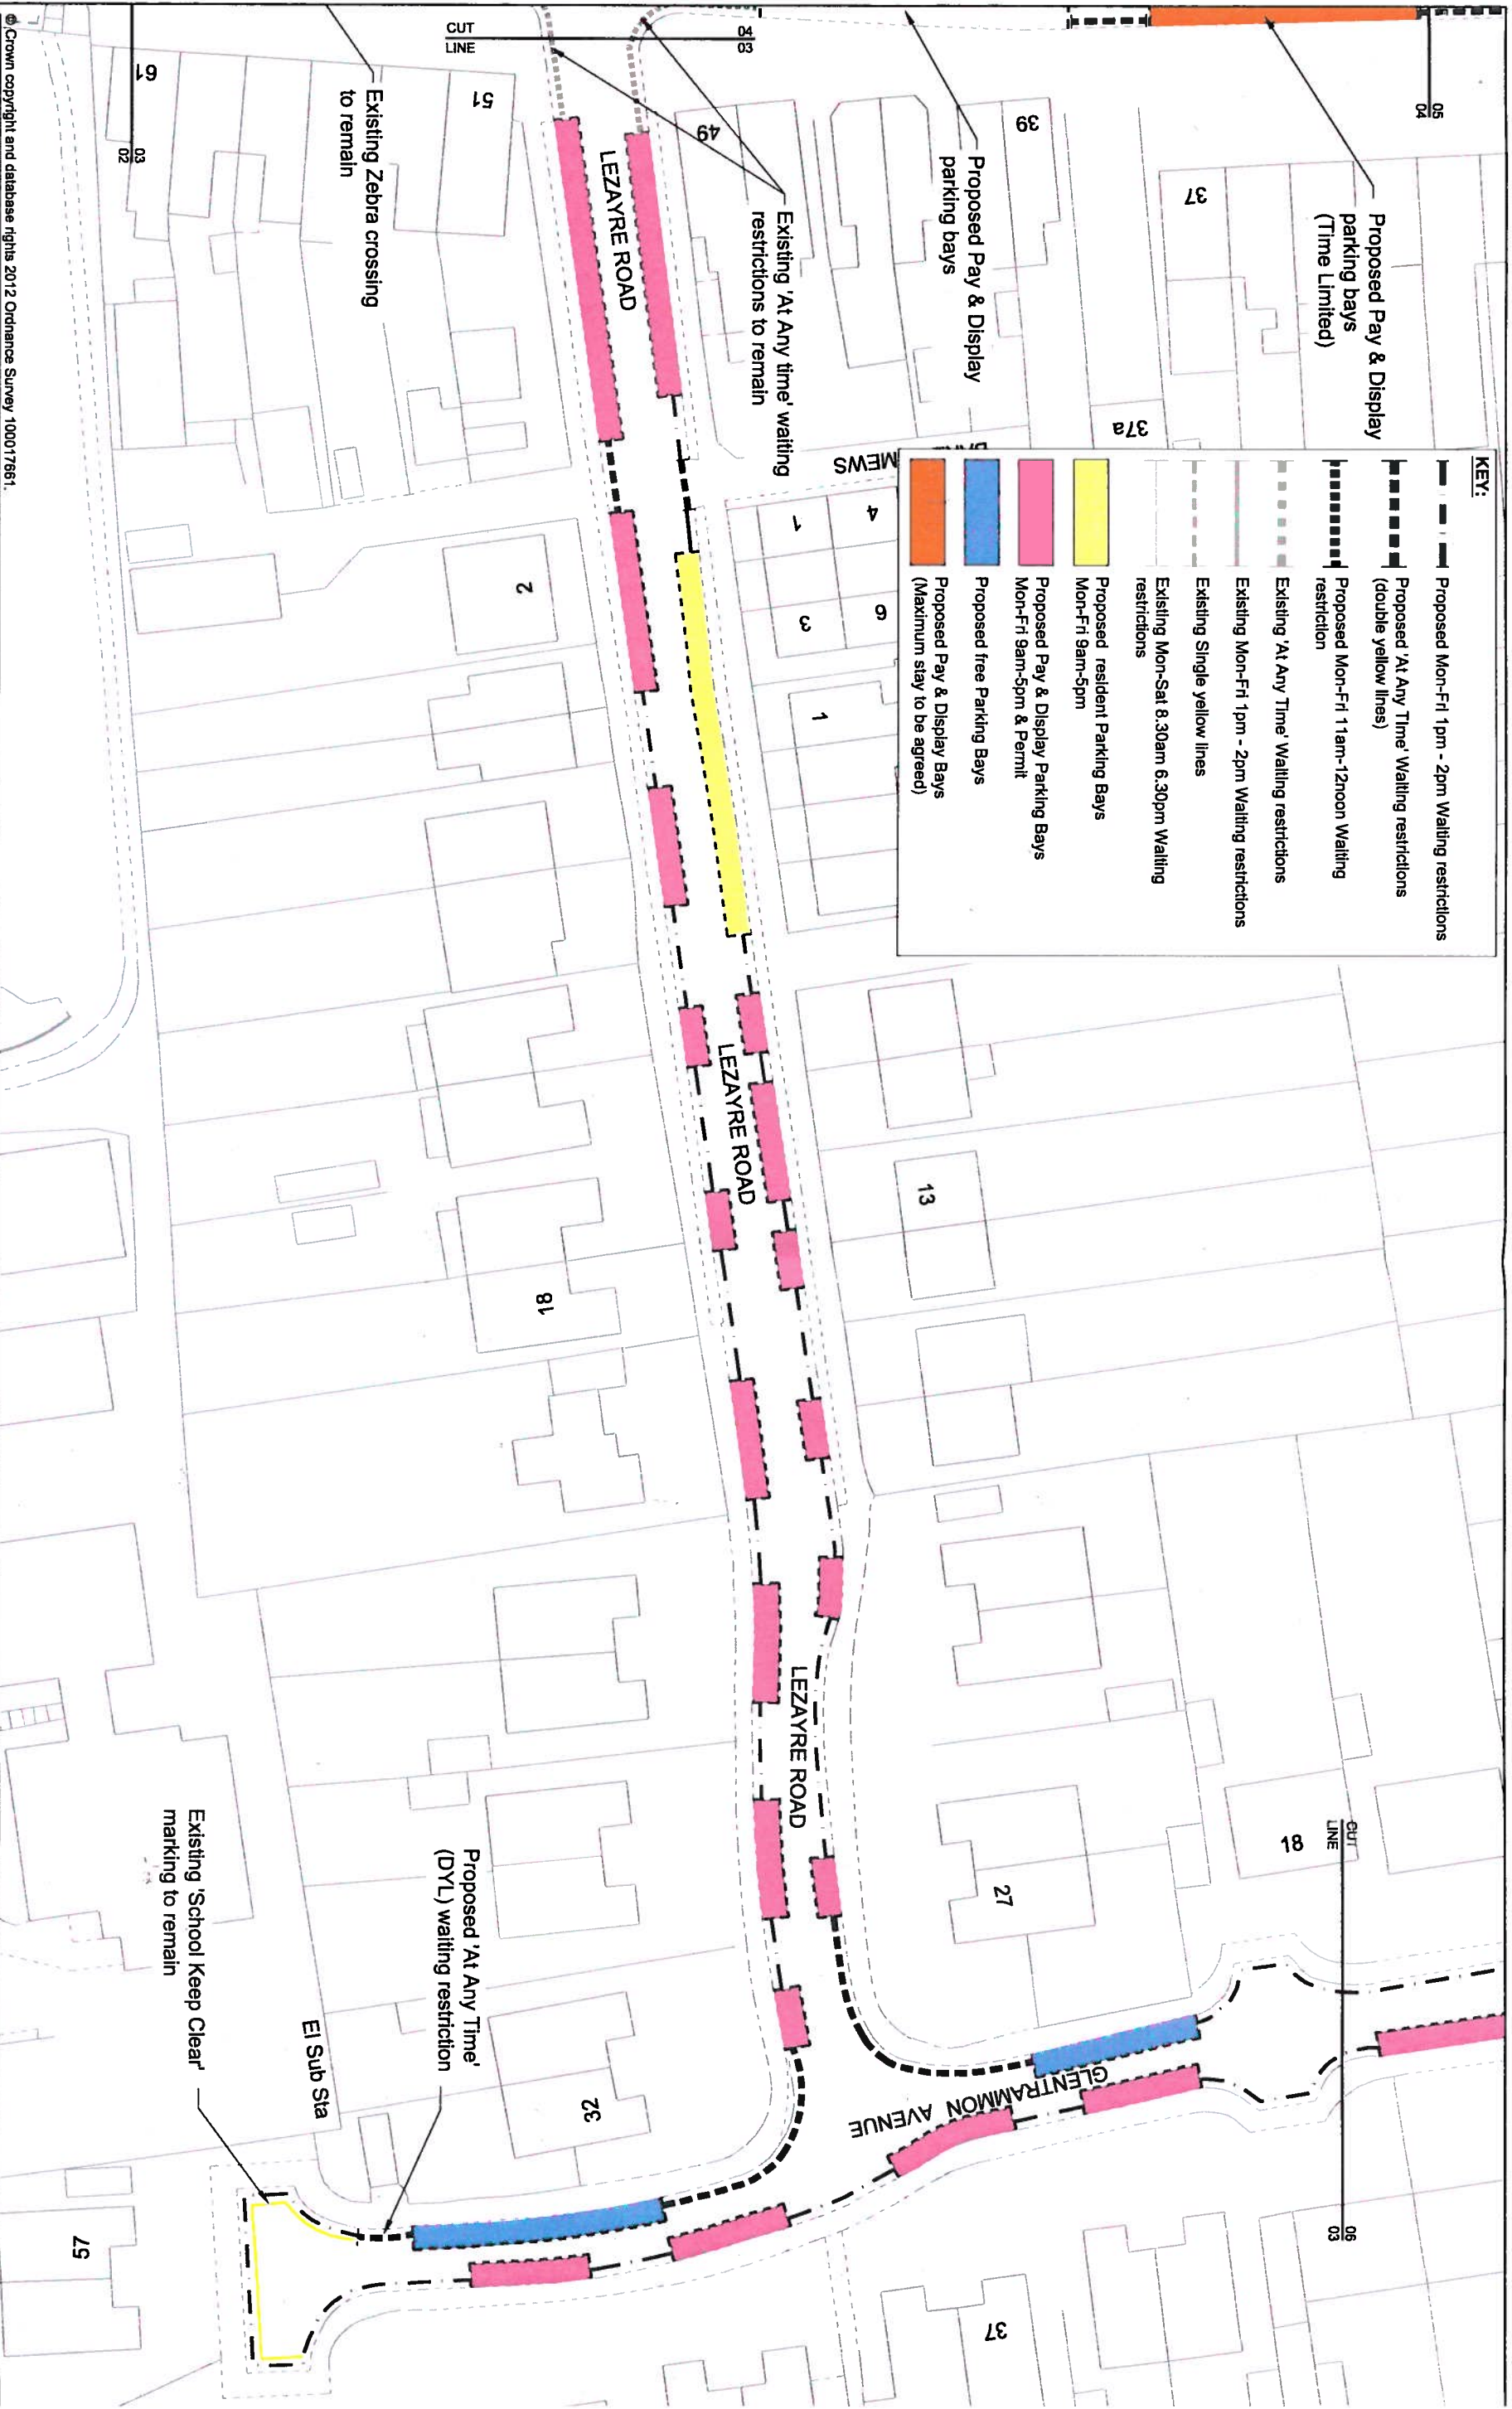 KEY:
Proposed Mon-Fri 1pm - 2pm Waiting restrictions
Proposed 'At Any Time' Waiting restrictions
(double yellow lines)
Proposed Mon-Fri 11am-12noon Waiting
restriction
Existing 'At Any Time' Waiting restrictions
Existing Mon-Fri 1pm - 2pm Waiting restrictions
Existing Single yellow lines
Existing Mon-Sat 8.30am 6.30pm Waiting
restrictions
Proposed resident Parking Bays
Mon-Fri 9am-5pm
Proposed Pay & Display Parking Bays
Mon-Fri 9am-5pm & Permit
Proposed free Parking Bays
Proposed Pay & Display Bays
(Maximum stay to be agreed)
Proposed Pay & Display
parking bays
(Time Limited)
Proposed Pay & Display
parking bays
Existing 'At Any time' waiting
restrictions to remain
Existing Zebra crossing
to remain
Proposed 'At Any Time'
(DYL) waiting restriction
Existing 'School Keep Clear'
marking to remain
LEZAYRE ROAD
LEZAYRE ROAD
LEZAYRE ROAD
GLENTRAMMON AVENUE
MEWS
El Sub Sta
CUT
LINE
04
03
CUT
LINE
06
03
05
04
03
02
61
51
49
39
37
37a
1
4
3
6
1
2
13
18
18
27
32
37
57
© Crown copyright and database rights 2012 Ordnance Survey 100017661.